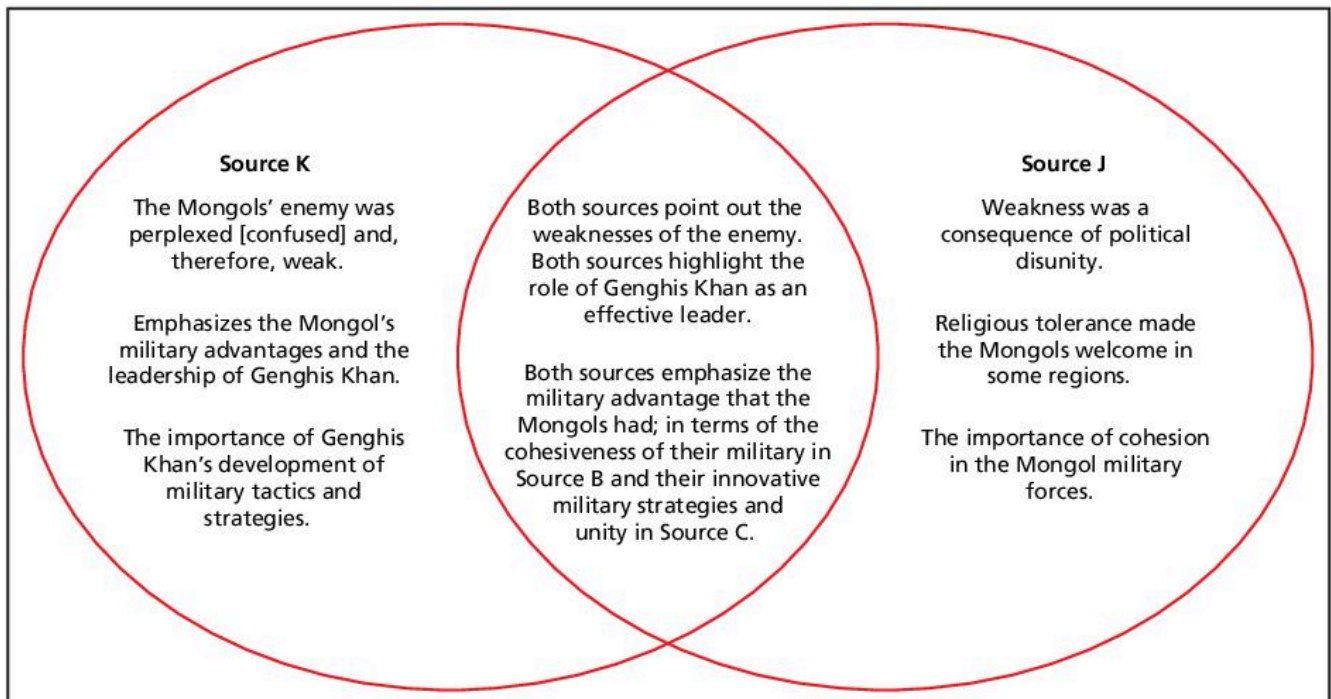 Source K
The Mongols’ enemy was
perplexed [confused] and,
therefore, weak.
Emphasizes the Mongol’s
military advantages and the
leadership of Genghis Khan.
The importance of Genghis
Khan’s development of
military tactics and
strategies.
Both sources point out the
weaknesses of the enemy.
Both sources highlight the
role of Genghis Khan as an
effective leader.
Both sources emphasize the
military advantage that the
Mongols had; in terms of the
cohesiveness of their military in
Source B and their innovative
military strategies and
unity in Source C.
Source J
Weakness was a
consequence of political
disunity.
Religious tolerance made
the Mongols welcome in
some regions.
The importance of cohesion
in the Mongol military
forces.